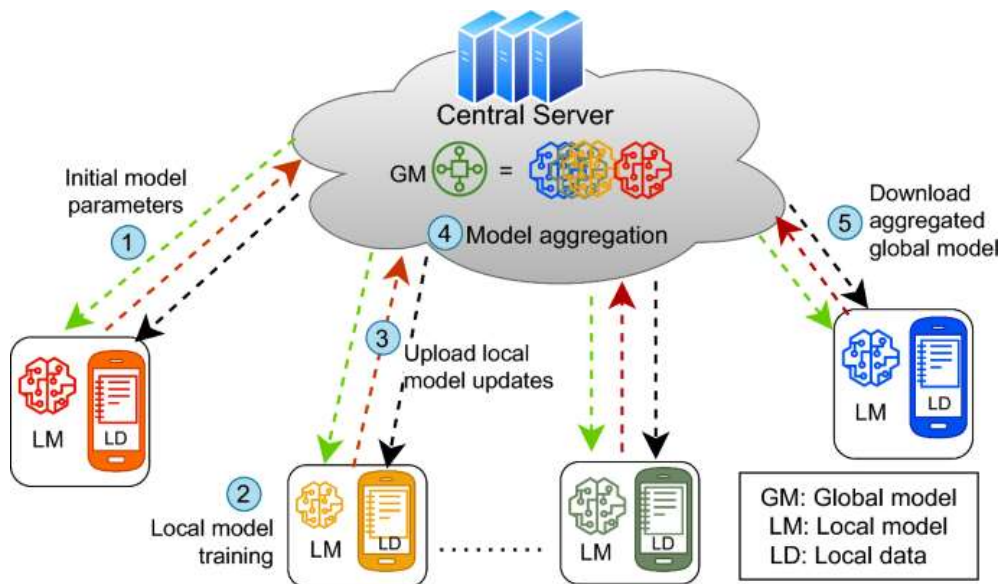 Central Server
GM
=
Initial model
parameters
1
4
Model aggregation
5
Download
aggregated
global model
3
Upload local
model updates
LM
LD
2
Local model
training
LM
LD
..........
LM
LD
LM
LD
GM: Global model
LM: Local model
LD: Local data